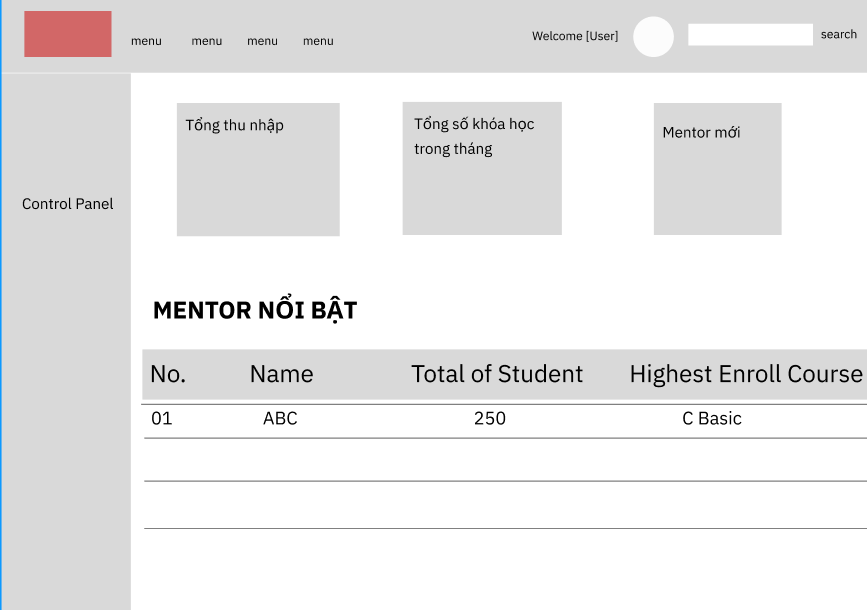 menu menu menu menu Welcome [User] search
Tổng thu nhập
Tổng số khóa học
trong tháng
Mentor mới
Control Panel
MENTOR NỔI BẬT
No. Name Total of Student Highest Enroll Course
01 ABC 250 C Basic